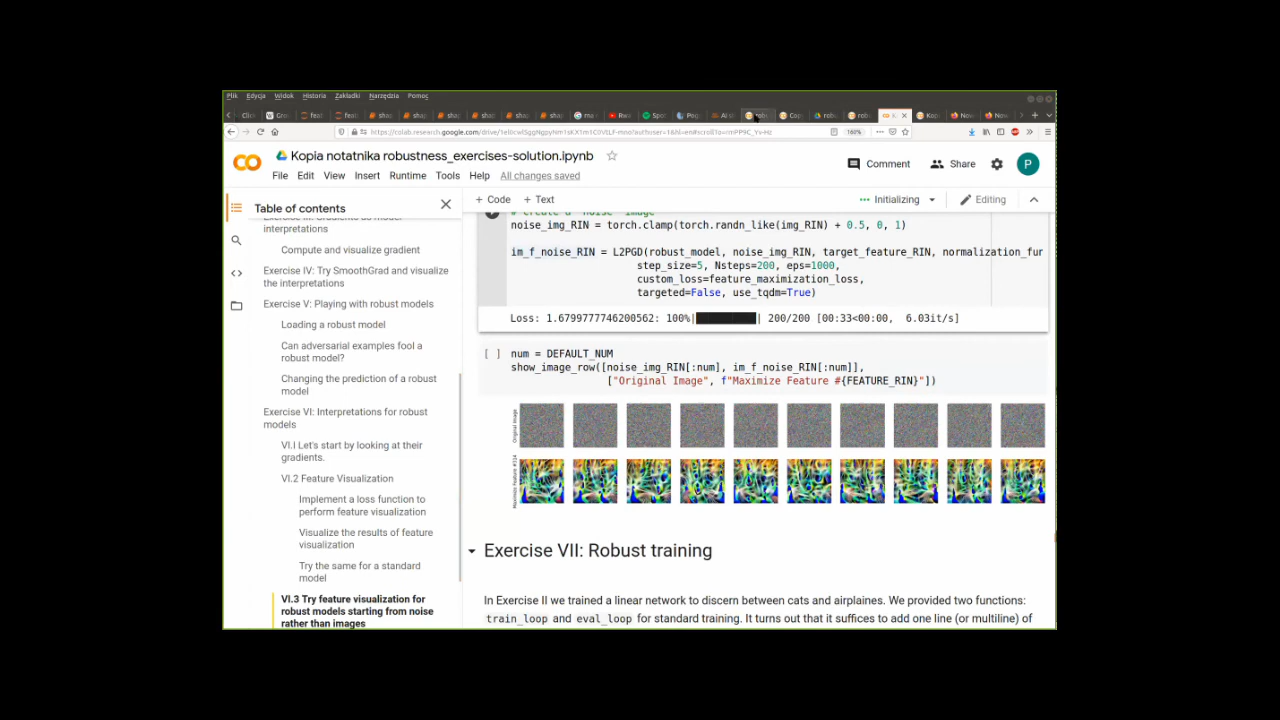 Plik Edycja Widok Historia Zakładki Narzędzia Pomoc
160%
Kopia notatnika robustness_exercises-solution.ipynb
Comment
Share
P
File Edit View Insert Runtime Tools Help All changes saved
Table of contents
+ Code + Text
Initializing
Editing
interpretations
Compute and visualize gradient
Exercise IV: Try SmoothGrad and visualize
the interpretations
Exercise V: Playing with robust models
Loading a robust model
Can adversarial examples fool a
robust model?
Changing the prediction of a robust
model
Exercise VI: Interpretations for robust
models
VI.I Let's start by looking at their
gradients.
VI.2 Feature Visualization
Implement a loss function to
perform feature visualization
Visualize the results of feature
visualization
Try the same for a standard
model
VI.3 Try feature visualization for
robust models starting from noise
rather than images
noise_img_RIN = torch.clamp(torch.randn_like(img_RIN) + 0.5, 0, 1)
im_f_noise_RIN = L2PGD(robust_model, noise_img_RIN, target_feature_RIN, normalization_fur
step_size=5, Nsteps=200, eps=1000,
custom_loss=feature_maximization_loss,
targeted=False, use_tqdm=True)
Loss: 1.6799777746200562: 100%| | 200/200 [00:33<00:00, 6.03it/s]
[ ] num = DEFAULT_NUM
show_image_row([noise_img_RIN[:num], im_f_noise_RIN[:num]],
["Original Image", f"Maximize Feature #{FEATURE_RIN}"])
Original Image
Maximize Feature #314
Exercise VII: Robust training
In Exercise II we trained a linear network to discern between cats and airplaines. We provided two functions:
train_loop and eval_loop for standard training. It turns out that it suffices to add one line (or multiline) of